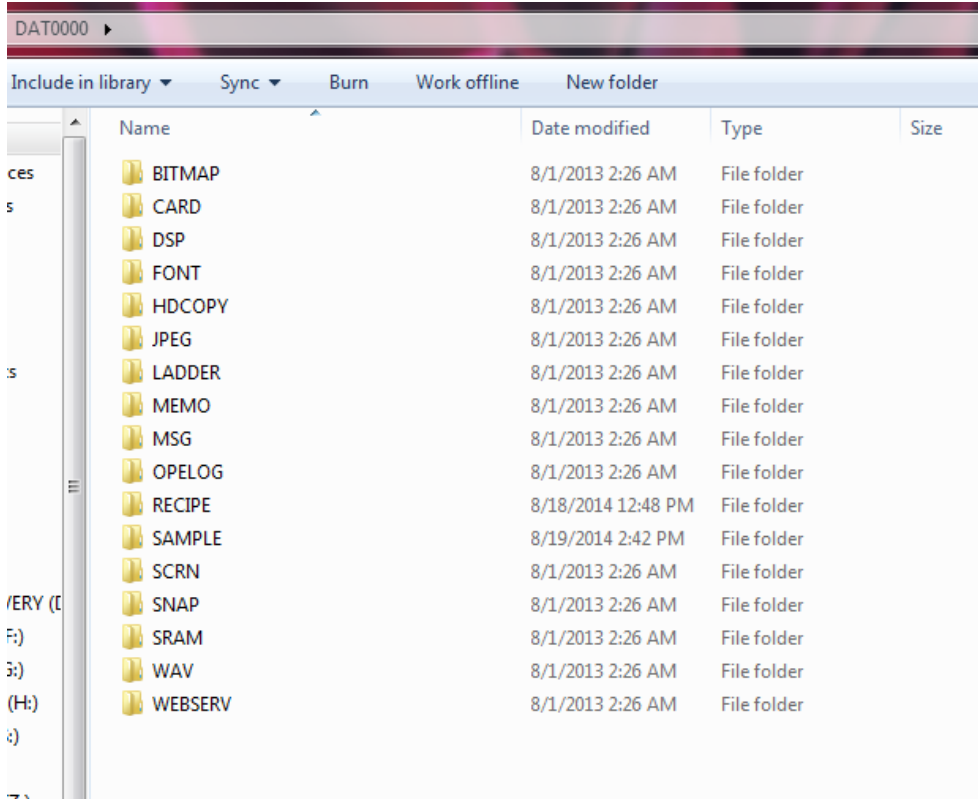 DAT0000
Include in library Sync Burn Work offline New folder
Name Date modified Type Size
BITMAP 8/1/2013 2:26 AM File folder
ces
CARD 8/1/2013 2:26 AM File folder
s
DSP 8/1/2013 2:26 AM File folder
FONT 8/1/2013 2:26 AM File folder
HDCOPY 8/1/2013 2:26 AM File folder
JPEG 8/1/2013 2:26 AM File folder
LADDER 8/1/2013 2:26 AM File folder
MEMO 8/1/2013 2:26 AM File folder
MSG 8/1/2013 2:26 AM File folder
OPELOG 8/1/2013 2:26 AM File folder
RECIPE 8/18/2014 12:48 PM File folder
SAMPLE 8/19/2014 2:42 PM File folder
SCRN 8/1/2013 2:26 AM File folder
VERY (D
SNAP 8/1/2013 2:26 AM File folder
F:)
SRAM 8/1/2013 2:26 AM File folder
G:)
WAV 8/1/2013 2:26 AM File folder
(H:)
WEBSERV 8/1/2013 2:26 AM File folder